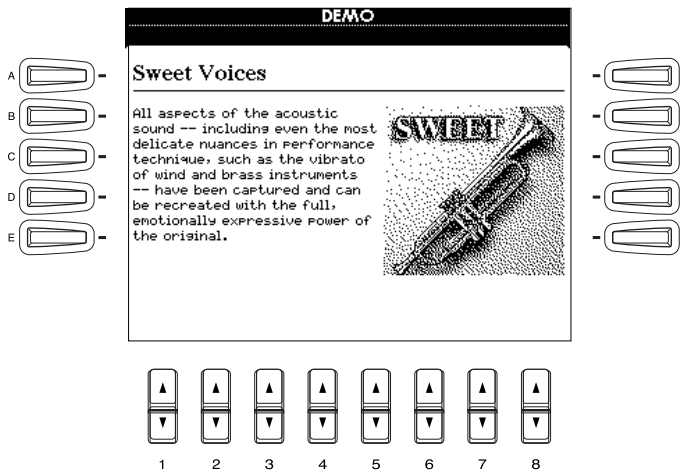 DEMO
A
B
C
D
E
Sweet Voices
All aspects of the acoustic
sound -- including even the most
delicate nuances in performance
technique, such as the vibrato
of wind and brass instruments
-- have been captured and can
be recreated with the full,
emotionally expressive power of
the original.
SWEET
1 2 3 4 5 6 7 8